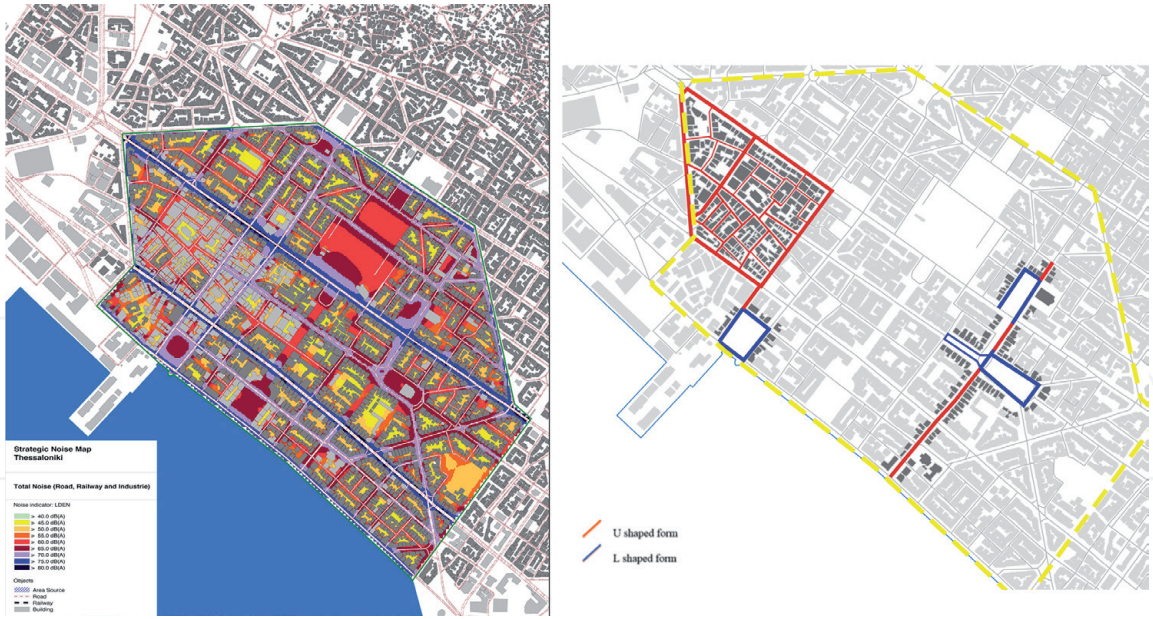 Strategic Noise Map
Thessaloniki
Total Noise (Road, Railway and Industrie)
Noise indicator: LDEN
> 40.0 dB(A)
> 45.0 dB(A)
> 50.0 dB(A)
> 55.0 dB(A)
> 60.0 dB(A)
> 65.0 dB(A)
> 70.0 dB(A)
> 75.0 dB(A)
> 80.0 dB(A)
Objects
Area Source
Road
Railway
Building
U shaped form
L shaped form